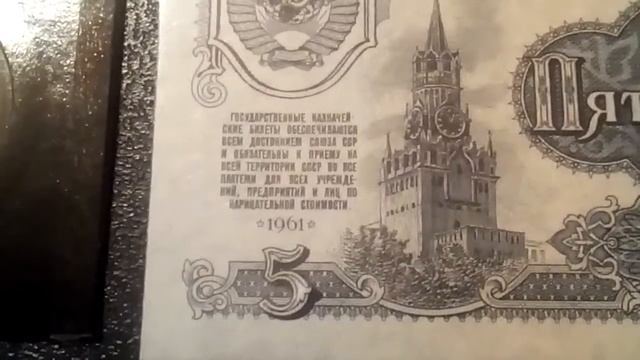 Пят
ГОСУДАРСТВЕННЫЕ КАЗНАЧЕЙ-
СКИЕ БИЛЕТЫ ОБЕСПЕЧИВАЮТСЯ
ВСЕМ ДОСТОЯНИЕМ СОЮЗА ССР
И ОБЯЗАТЕЛЬНЫ К ПРИЕМУ НА
ВСЕЙ ТЕРРИТОРИИ СССР ВО ВСЕ
ПЛАТЕЖИ ДЛЯ ВСЕХ УЧРЕЖДЕ-
НИЙ, ПРЕДПРИЯТИЙ И ЛИЦ ПО
НАРИЦАТЕЛЬНОЙ СТОИМОСТИ
*1961*
5